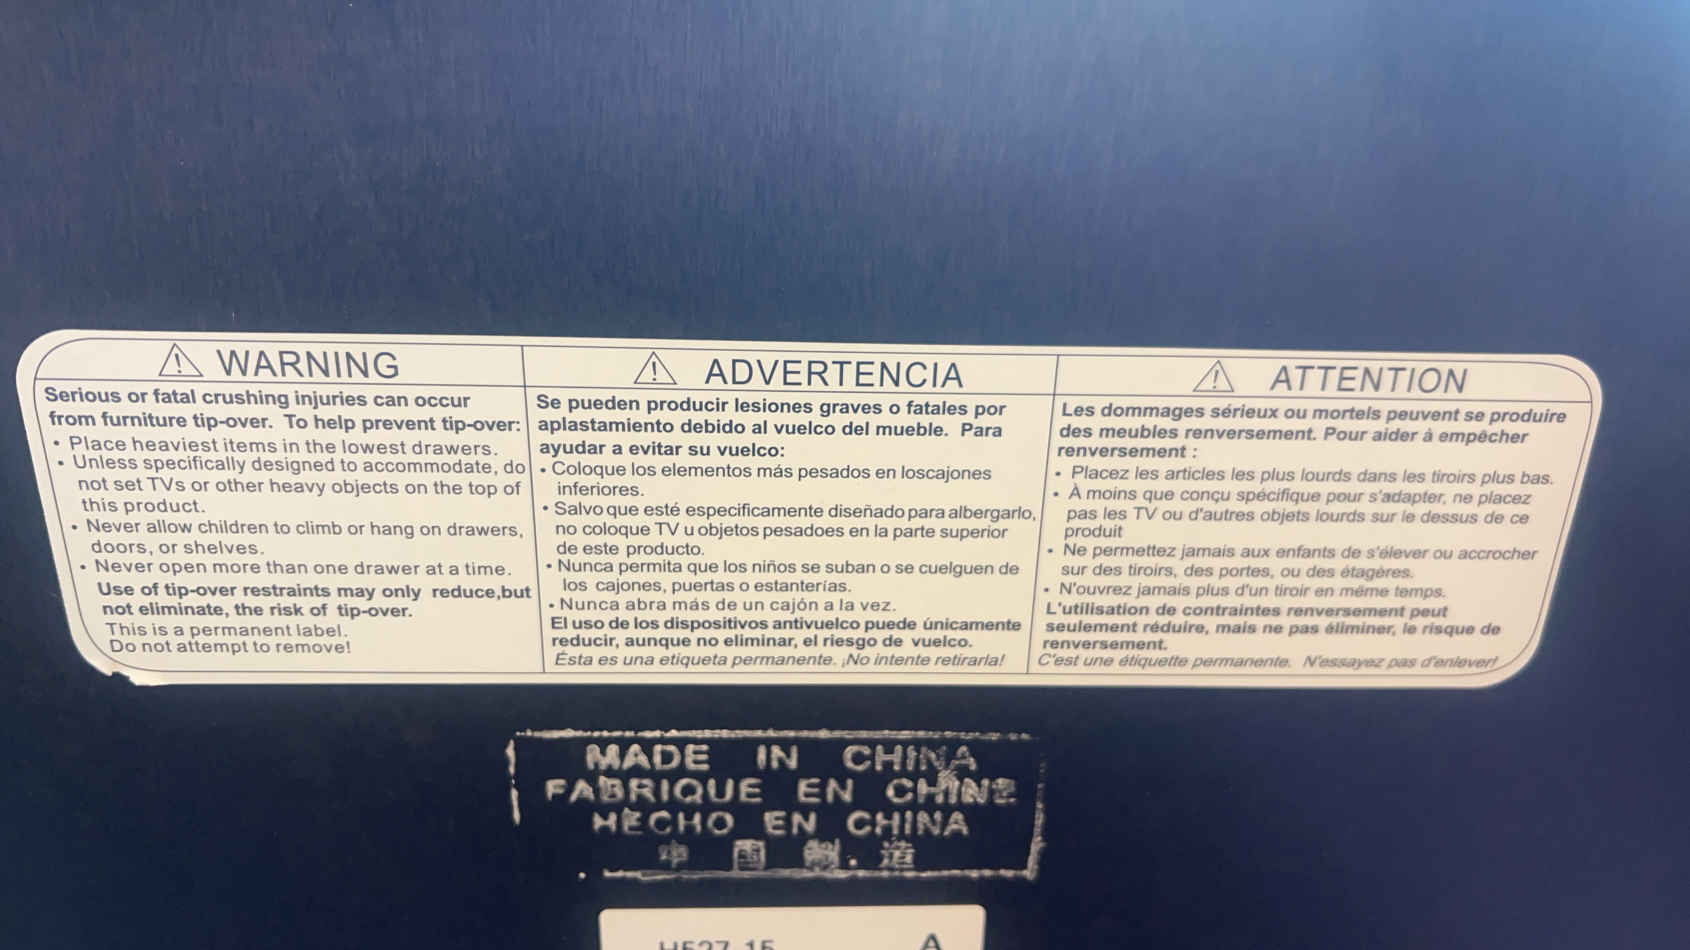 ⚠ WARNING
Serious or fatal crushing injuries can occur
from furniture tip-over. To help prevent tip-over:
• Place heaviest items in the lowest drawers.
• Unless specifically designed to accommodate, do
not set TVs or other heavy objects on the top of
this product.
• Never allow children to climb or hang on drawers,
doors, or shelves.
• Never open more than one drawer at a time.
Use of tip-over restraints may only reduce,but
not eliminate, the risk of tip-over.
This is a permanent label.
Do not attempt to remove!
⚠ ADVERTENCIA
Se pueden producir lesiones graves o fatales por
aplastamiento debido al vuelco del mueble. Para
ayudar a evitar su vuelco:
• Coloque los elementos más pesados en loscajones
inferiores.
• Salvo que esté especificamente diseñado para albergarlo,
no coloque TV u objetos pesadoes en la parte superior
de este producto.
• Nunca permita que los niños se suban o se cuelguen de
los cajones, puertas o estanterías.
• Nunca abra más de un cajón a la vez.
El uso de los dispositivos antivuelco puede únicamente
reducir, aunque no eliminar, el riesgo de vuelco.
Ésta es una etiqueta permanente. ¡No intente retirarla!
⚠ ATTENTION
Les dommages sérieux ou mortels peuvent se produire
des meubles renversement. Pour aider à empêcher
renversement :
• Placez les articles les plus lourds dans les tiroirs plus bas.
• À moins que conçu spécifique pour s'adapter, ne placez
pas les TV ou d'autres objets lourds sur le dessus de ce
produit
• Ne permettez jamais aux enfants de s'élever ou accrocher
sur des tiroirs, des portes, ou des étagères.
• N'ouvrez jamais plus d'un tiroir en même temps.
L'utilisation de contraintes renversement peut
seulement réduire, mais ne pas éliminer, le risque de
renversement.
C'est une étiquette permanente. N'essayez pas d'enlever!
MADE IN CHINA
FABRIQUE EN CHINE
HECHO EN CHINA
中國製造
A